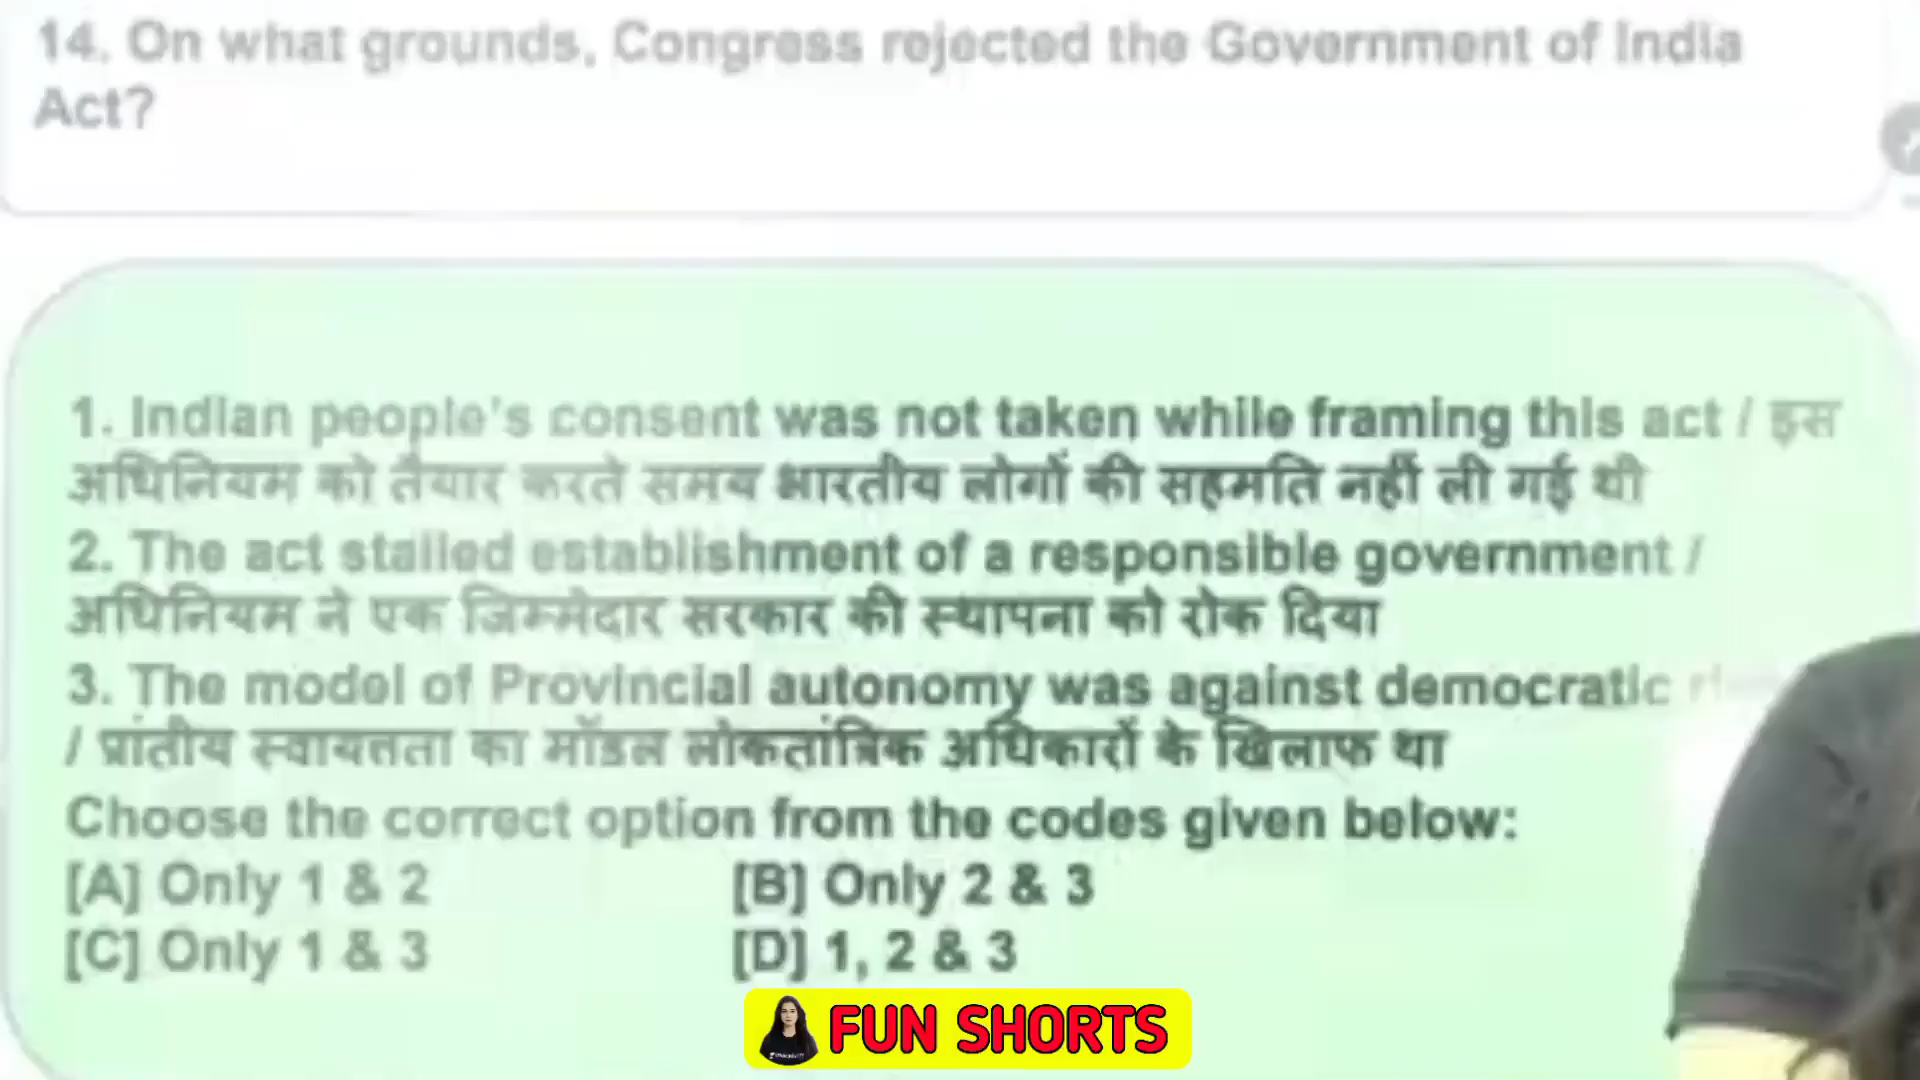 14. On what grounds, Congress rejected the Government of India
Act?
1. Indian people's consent was not taken while framing this act / इस
अधिनियम को तैयार करते समय भारतीय लोगों की सहमति नहीं ली गई थी
2. The act stalled establishment of a responsible government /
अधिनियम ने एक जिम्मेदार सरकार की स्थापना को रोक दिया
3. The model of Provincial autonomy was against democratic
/ प्रांतीय स्वायत्तता का मॉडल लोकतांत्रिक अधिकारों के खिलाफ था
Choose the correct option from the codes given below:
[A] Only 1 & 2 [B] Only 2 & 3
[C] Only 1 & 3 [D] 1, 2 & 3
FUN SHORTS